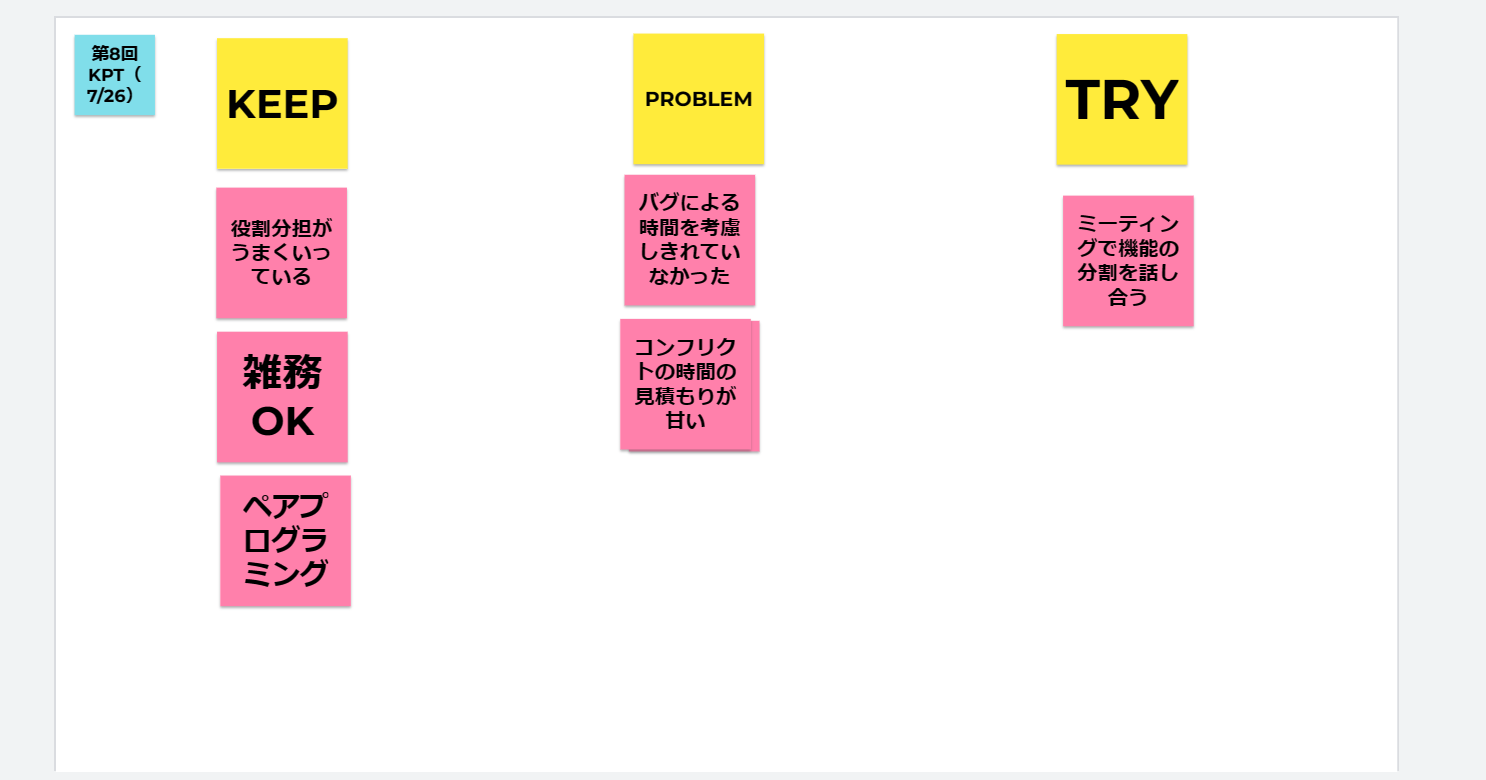 第8回
KPT（
7/26）
KEEP
役割分担が
うまくいっ
ている
雑務
OK
ペアプ
ログラ
ミング
PROBLEM
バグによる
時間を考慮
しきれてい
なかった
コンフリク
トの時間の
見積もりが
甘い
TRY
ミーティン
グで機能の
分割を話し
合う